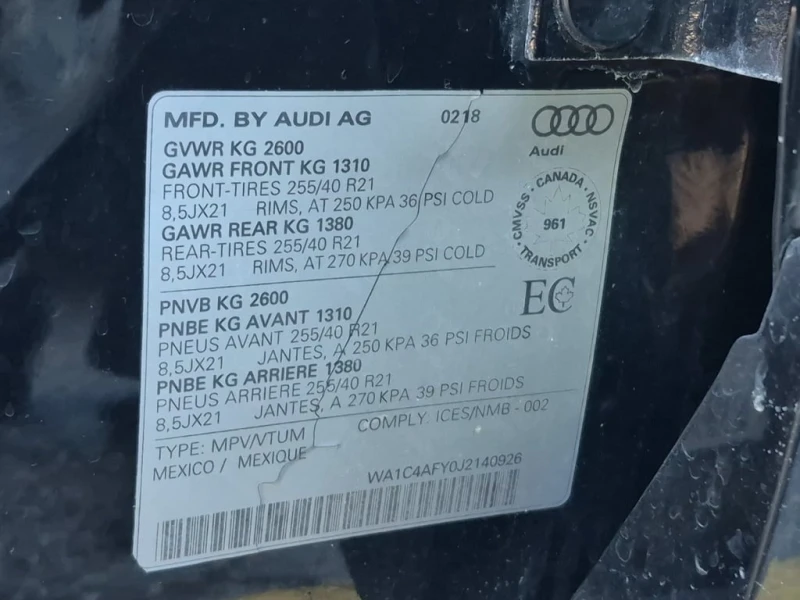 MFD. BY AUDI AG 0218
Audi
GVWR KG 2600
GAWR FRONT KG 1310
FRONT-TIRES 255/40 R21
8,5JX21 RIMS, AT 250 KPA 36 PSI COLD
GAWR REAR KG 1380
REAR-TIRES 255/40 R21
8,5JX21 RIMS, AT 270 KPA/39 PSI COLD
CANADA · NSVAC · TRANSPORT · CMVSS ·
961
EC
PNVB KG 2600
PNBE KG AVANT 1310
PNEUS AVANT 255/40 R21
8,5JX21 JANTES, A 250 KPA 36 PSI FROIDS
PNBE KG ARRIERE 1380
PNEUS ARRIERE 255/40 R21
8,5JX21 JANTES, A 270 KPA 39 PSI FROIDS
TYPE: MPV/VTUM COMPLY: ICES/NMB - 002
MEXICO / MEXIQUE
WA1C4AFY0J2140926